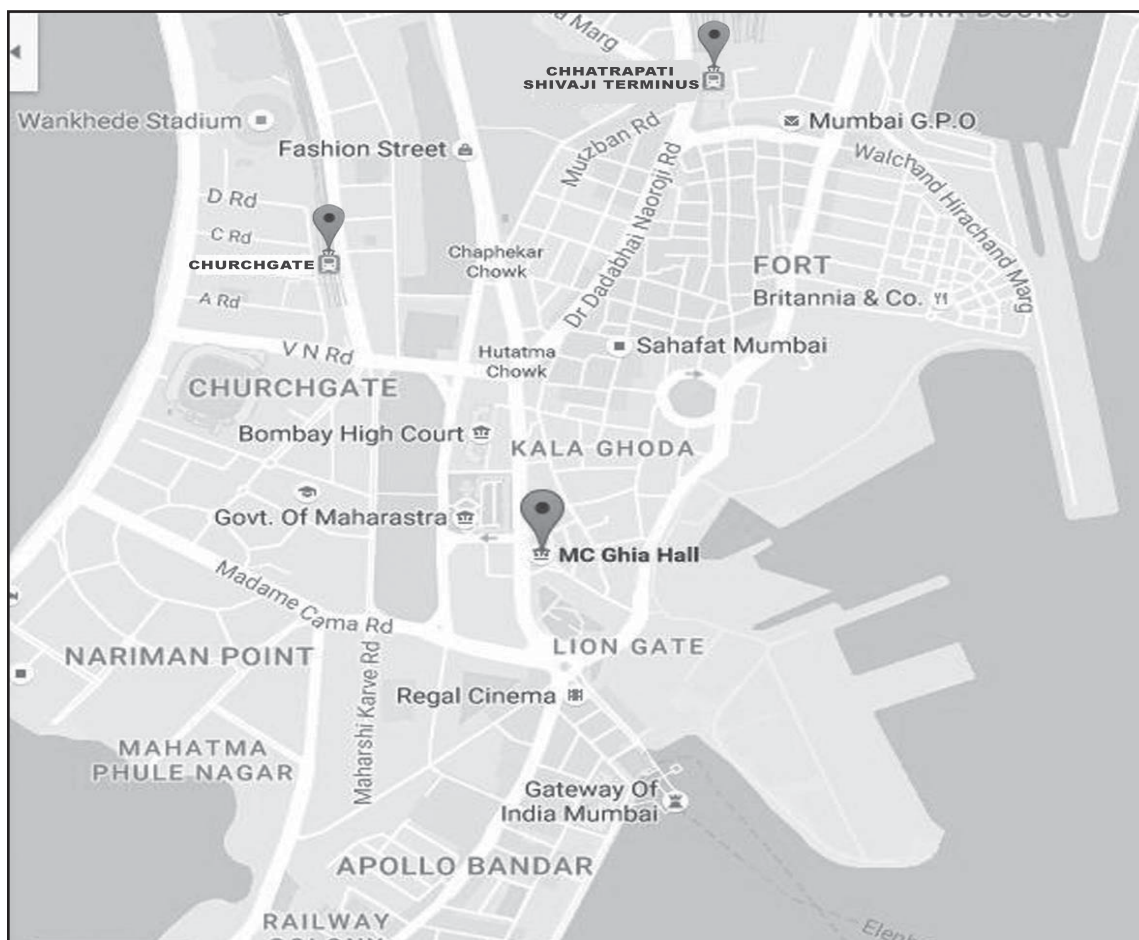 INDIRA DOCKS
Marg
CHHATRAPATI
SHIVAJI TERMINUS
Wankhede Stadium
Mumbai G.P.O
Fashion Street
Murzban Rd
Walchand Hirachand Marg
D Rd
C Rd
Chaphekar
Chowk
Dr Dadabhai Naoroji Rd
CHURCHGATE
FORT
A Rd
Britannia & Co.
V N Rd
Hutatma
Chowk
Sahafat Mumbai
CHURCHGATE
Bombay High Court
KALA GHODA
Govt. Of Maharastra
MC Ghia Hall
Madame Cama Rd
LION GATE
NARIMAN POINT
Maharshi Karve Rd
Regal Cinema
MAHATMA
PHULE NAGAR
Gateway Of
India Mumbai
APOLLO BANDAR
RAILWAY